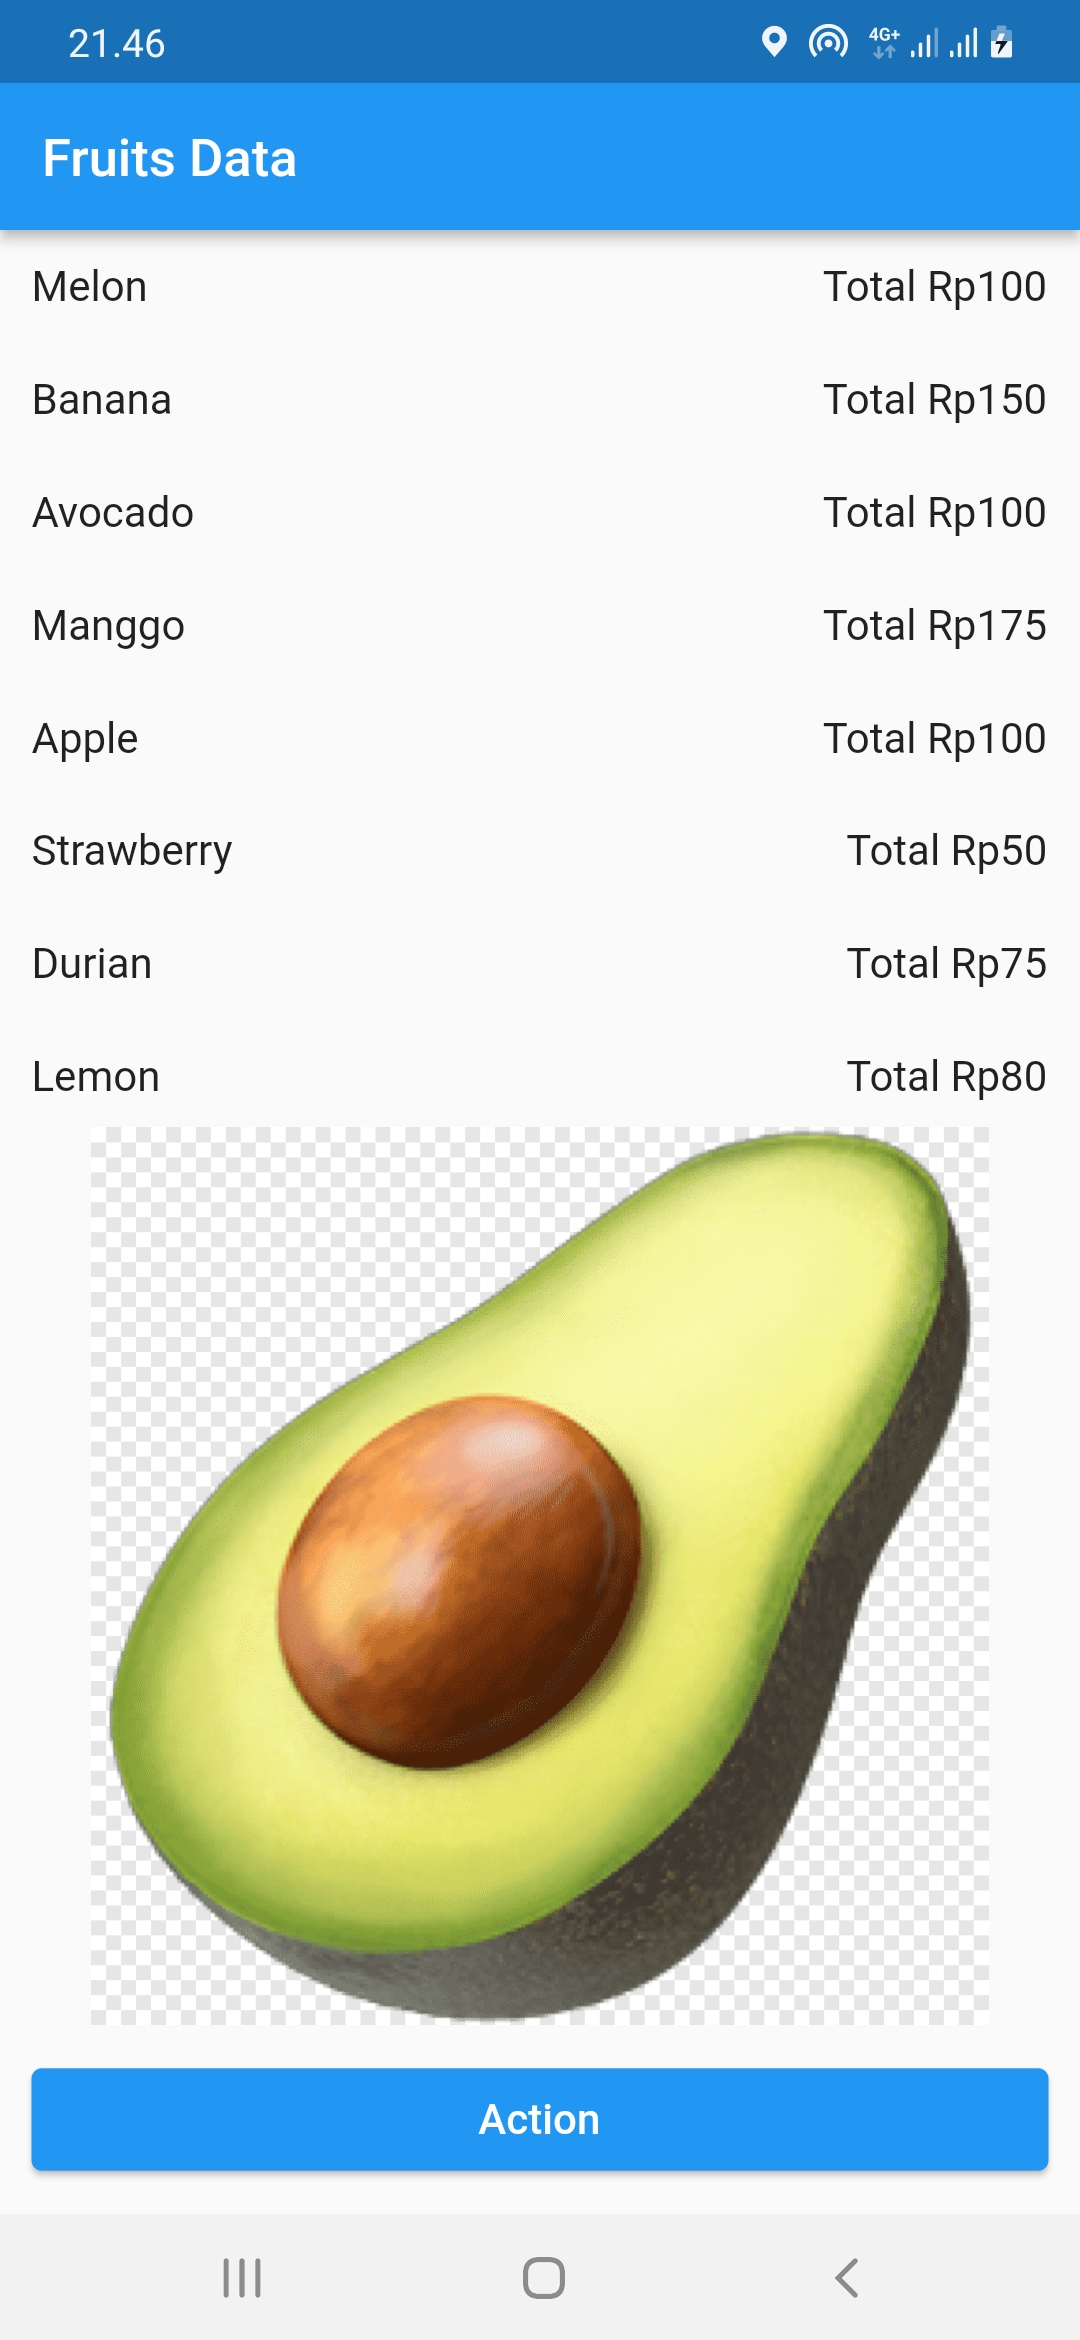 21.46 4G+
Fruits Data
Melon Total Rp100
Banana Total Rp150
Avocado Total Rp100
Manggo Total Rp175
Apple Total Rp100
Strawberry Total Rp50
Durian Total Rp75
Lemon Total Rp80
Action